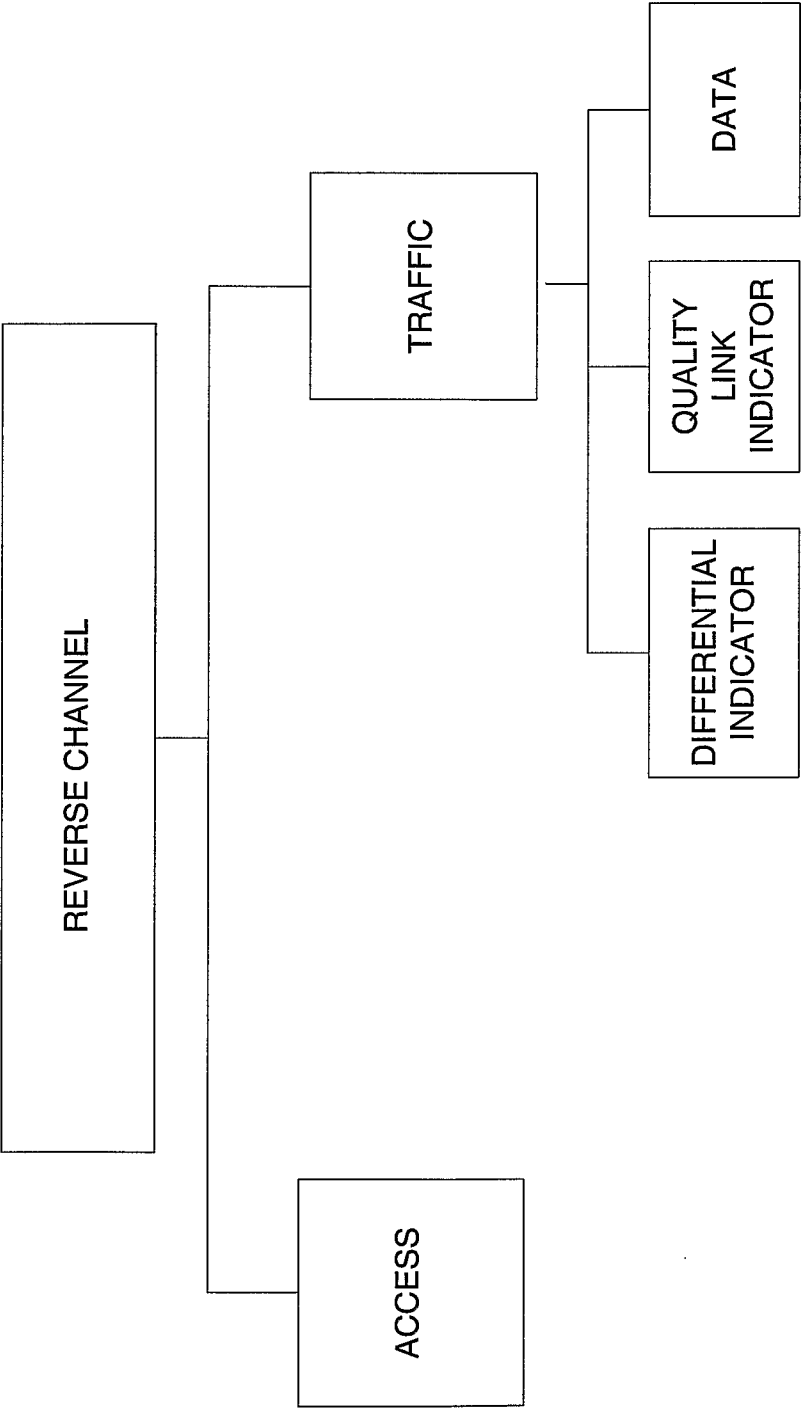 REVERSE CHANNEL
ACCESS
TRAFFIC
DIFFERENTIAL
INDICATOR
QUALITY
LINK
INDICATOR
DATA